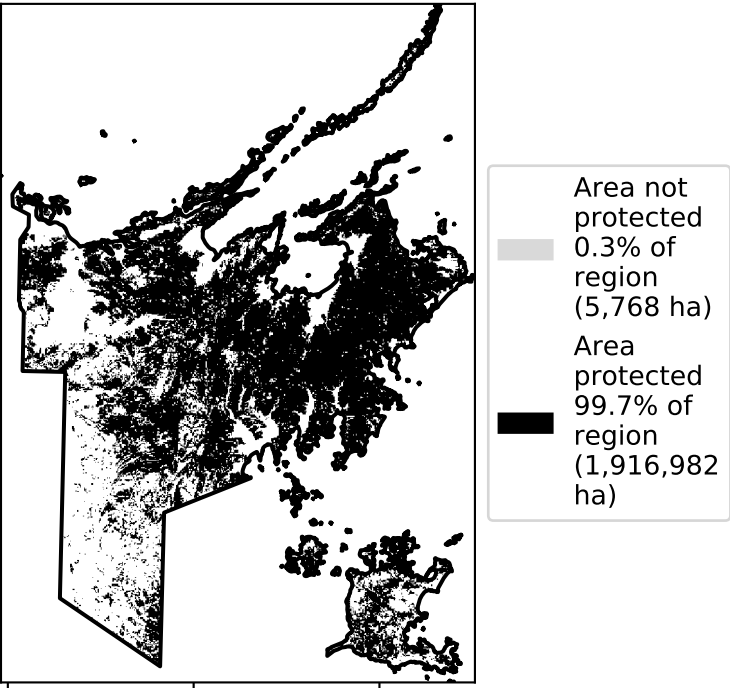 Area not
protected
0.3% of
region
(5,768 ha)
Area
protected
99.7% of
region
(1,916,982
ha)